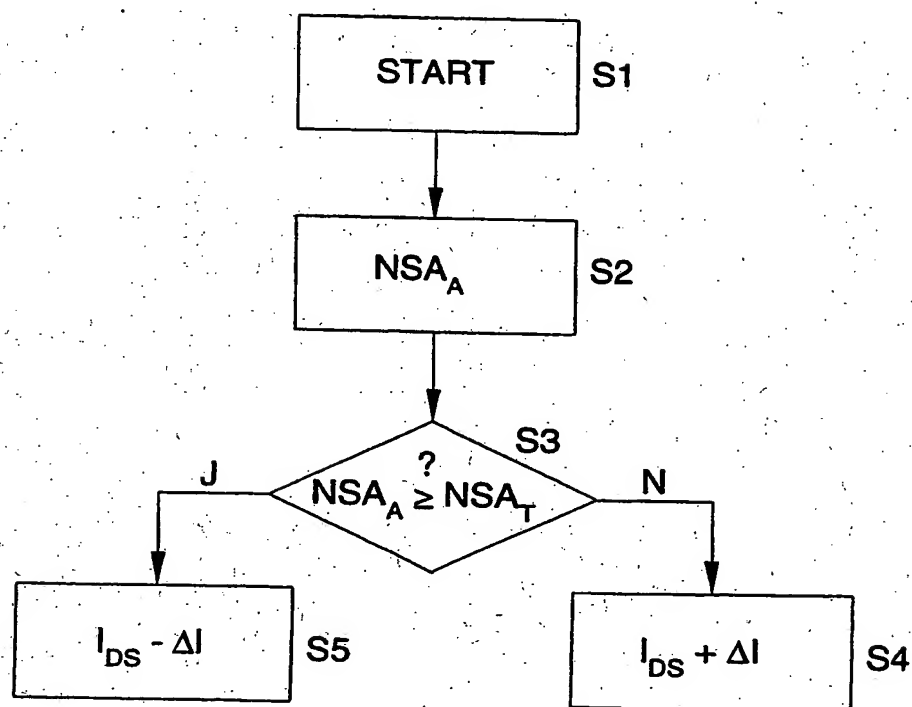 START S1
NSA_A S2
S3
?
J NSA_A ≥ NSA_T N
I_DS - ΔI S5
I_DS + ΔI S4